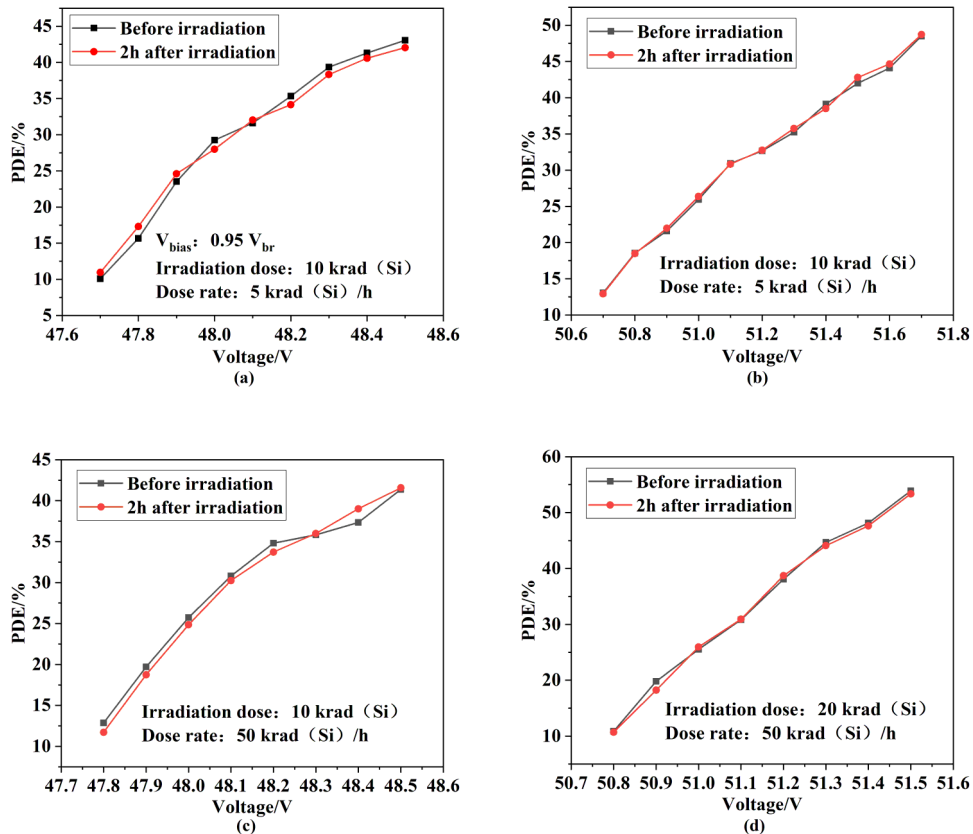 Before irradiation
2h after irradiation
PDE/%
45
40
35
30
25
20
15
10
5
V_bias：0.95 V_br
Irradiation dose：10 krad（Si）
Dose rate：5 krad（Si）/h
47.6 47.8 48.0 48.2 48.4 48.6
Voltage/V
(a)
Before irradiation
2h after irradiation
PDE/%
50
45
40
35
30
25
20
15
10
Irradiation dose：10 krad（Si）
Dose rate：5 krad（Si）/h
50.6 50.8 51.0 51.2 51.4 51.6 51.8
Voltage/V
(b)
Before irradiation
2h after irradiation
PDE/%
45
40
35
30
25
20
15
10
Irradiation dose：10 krad（Si）
Dose rate：50 krad（Si）/h
47.7 47.8 47.9 48.0 48.1 48.2 48.3 48.4 48.5 48.6
Voltage/V
(c)
Before irradiation
2h after irradiation
PDE/%
60
50
40
30
20
10
Irradiation dose：20 krad（Si）
Dose rate：50 krad（Si）/h
50.7 50.8 50.9 51.0 51.1 51.2 51.3 51.4 51.5 51.6
Voltage/V
(d)